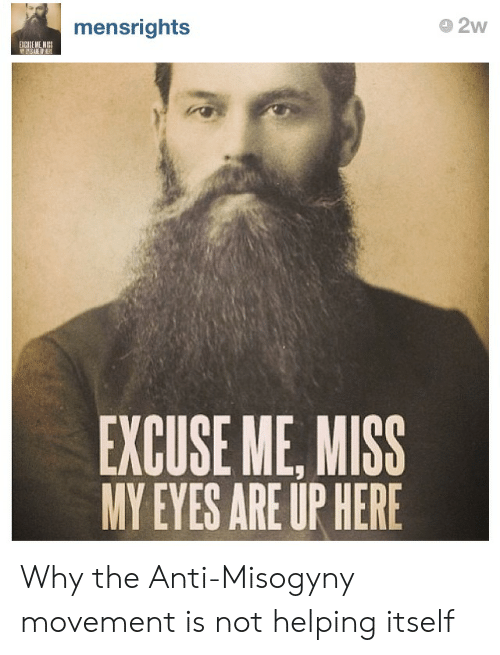 mensrights
2w
EXCUSE ME, MISS
MY EYES ARE UP HERE
EXCUSE ME, MISS
MY EYES ARE UP HERE
Why the Anti-Misogyny
movement is not helping itself